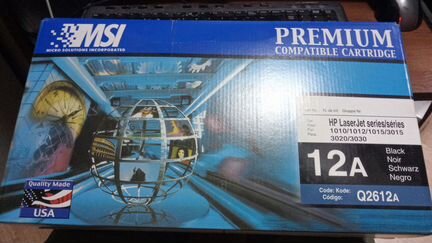 MSI
MICRO SOLUTIONS INCORPORATED
PREMIUM
COMPATIBLE CARTRIDGE
HP LaserJet series/séries
1010/1012/1015/3015
3020/3030
12A
Black
Noir
Schwarz
Negro
Code: Kode:
Código:
Q2612A
Quality Made
USA